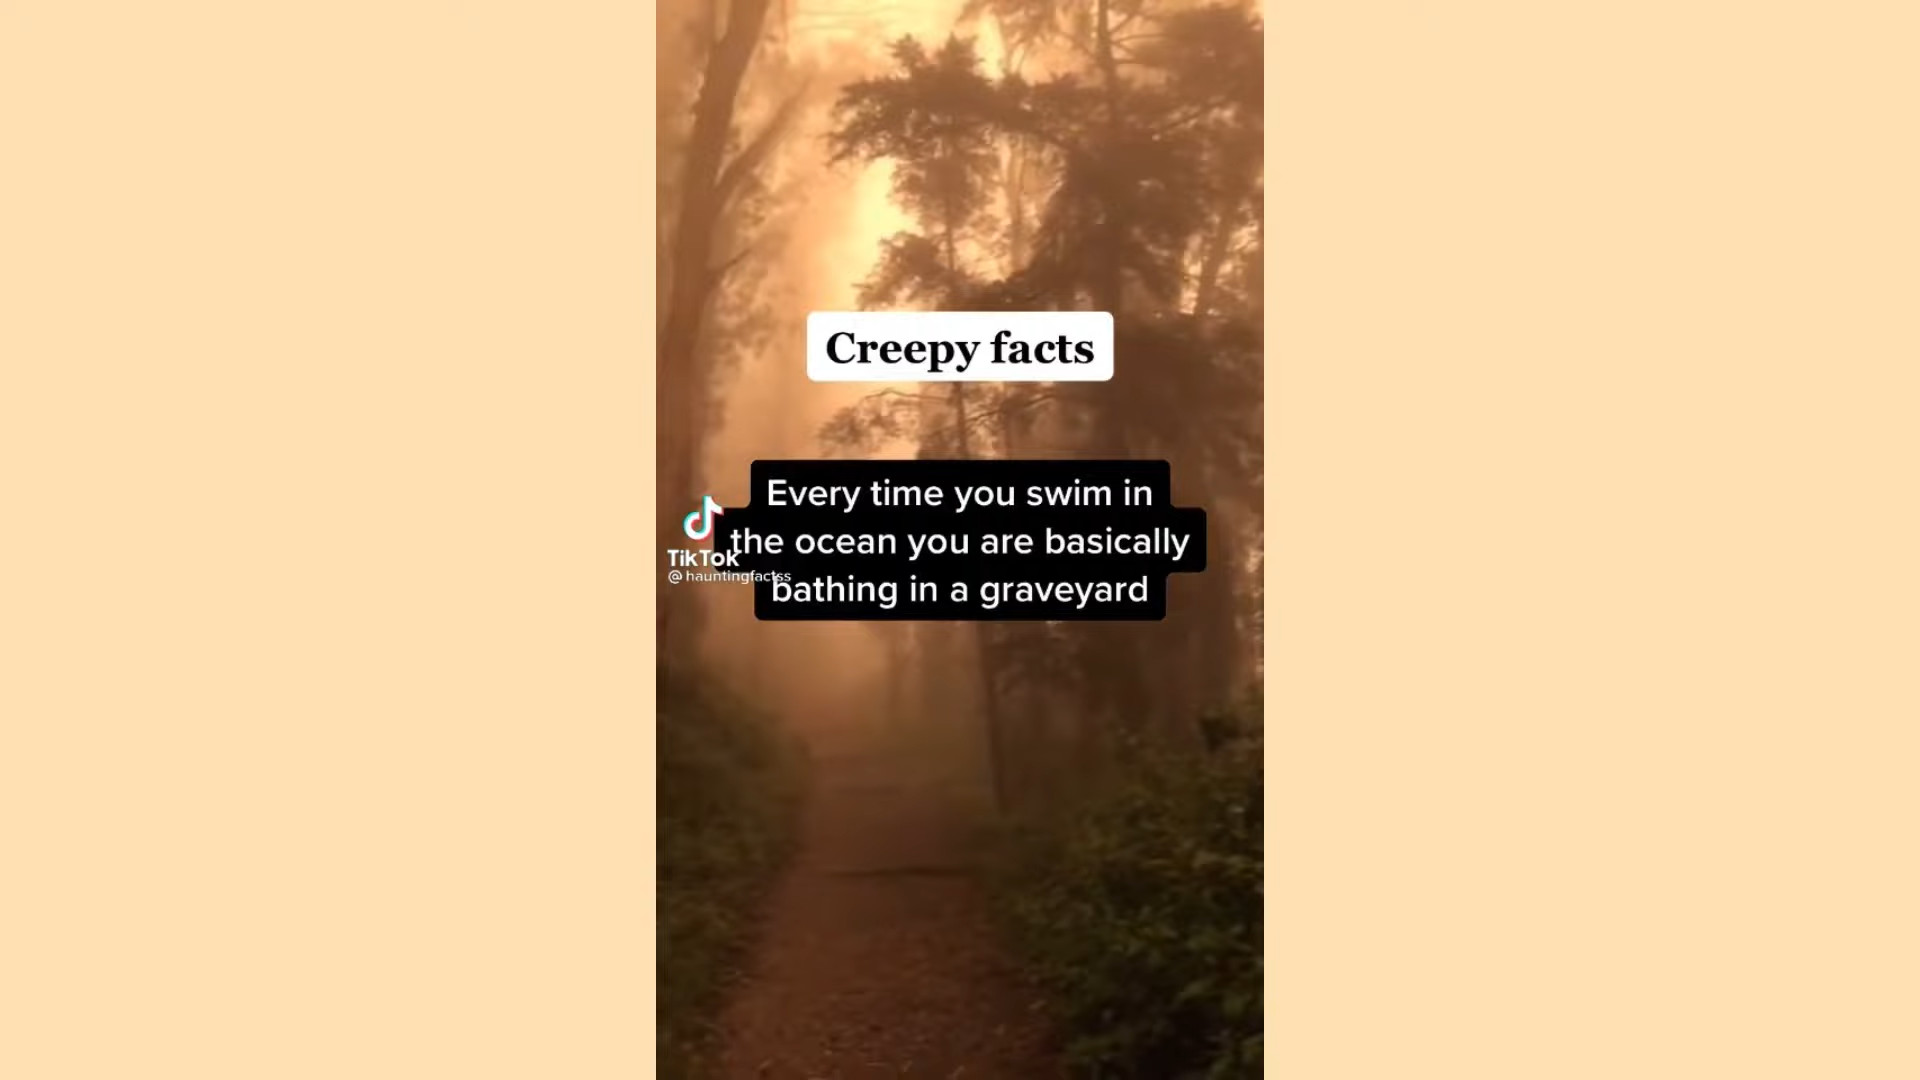 Creepy facts
Every time you swim in
the ocean you are basically
bathing in a graveyard
TikTok
@hauntingfactss